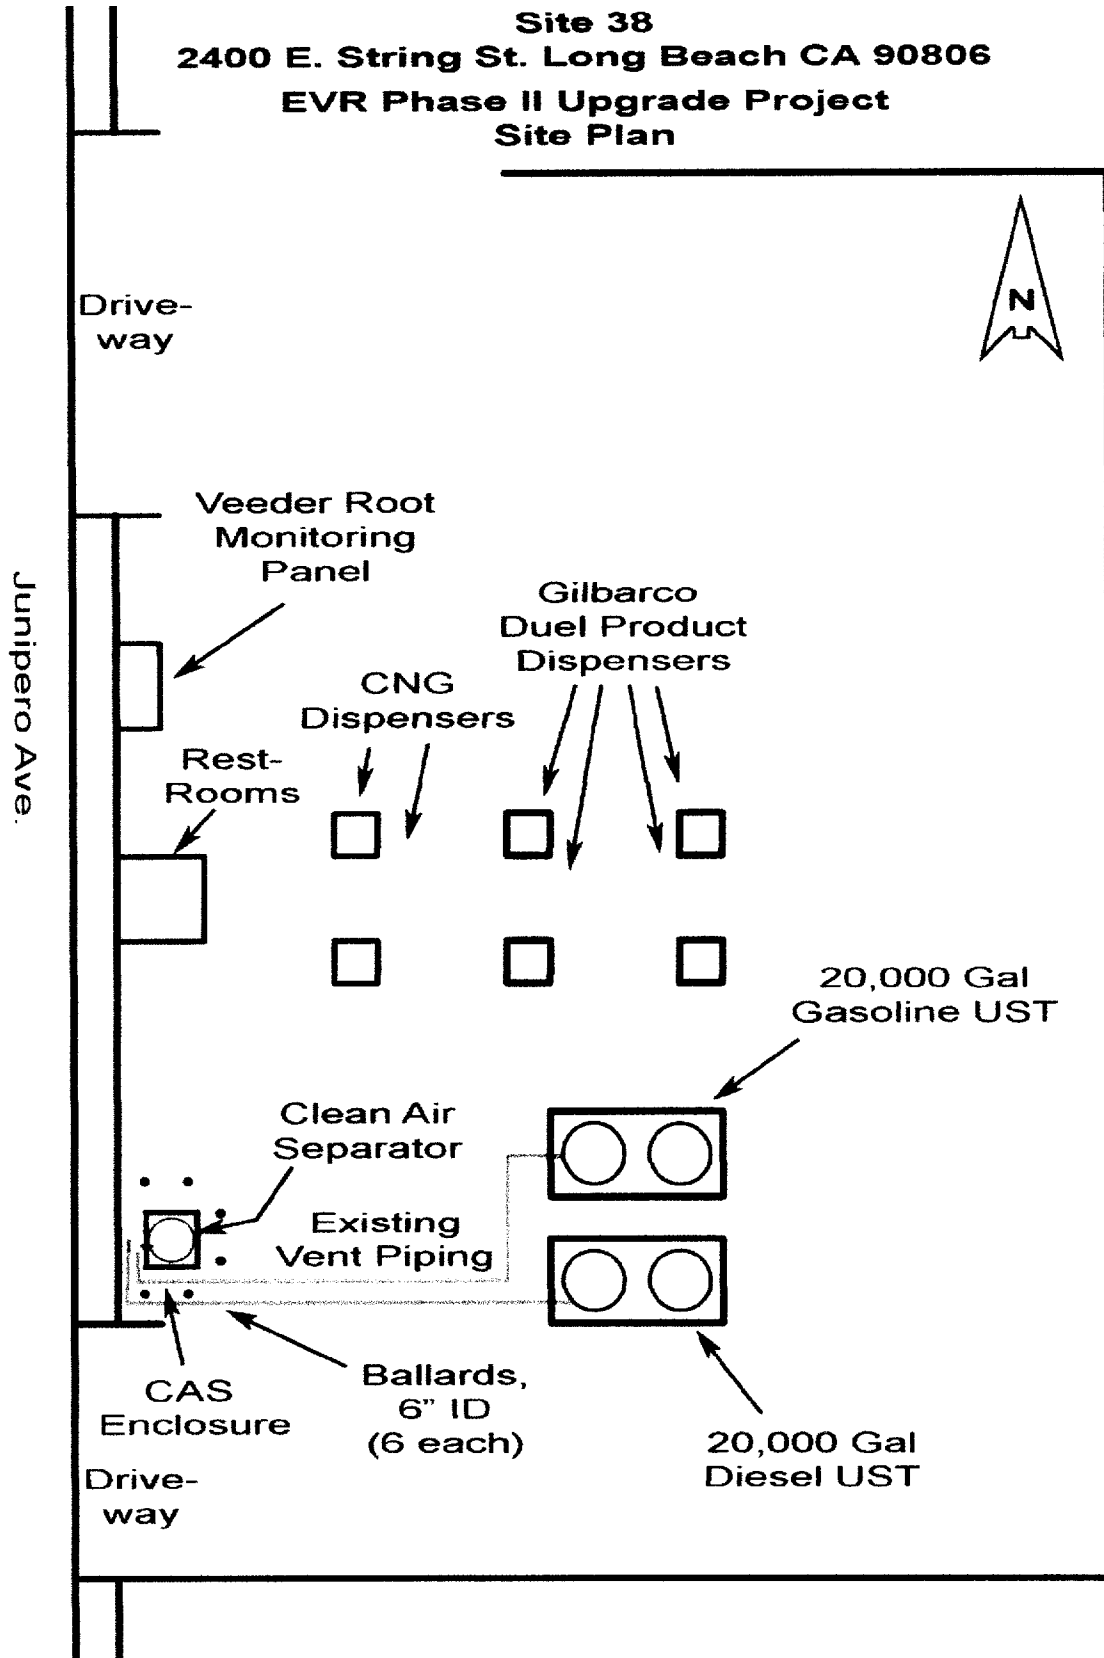 Site 38
2400 E. String St. Long Beach CA 90806
EVR Phase II Upgrade Project
Site Plan
N
Drive-
way
Veeder Root
Monitoring
Panel
Junipero Ave.
Gilbarco
Duel Product
Dispensers
CNG
Dispensers
Rest-
Rooms
20,000 Gal
Gasoline UST
Clean Air
Separator
Existing
Vent Piping
Ballards,
6” ID
(6 each)
CAS
Enclosure
20,000 Gal
Diesel UST
Drive-
way